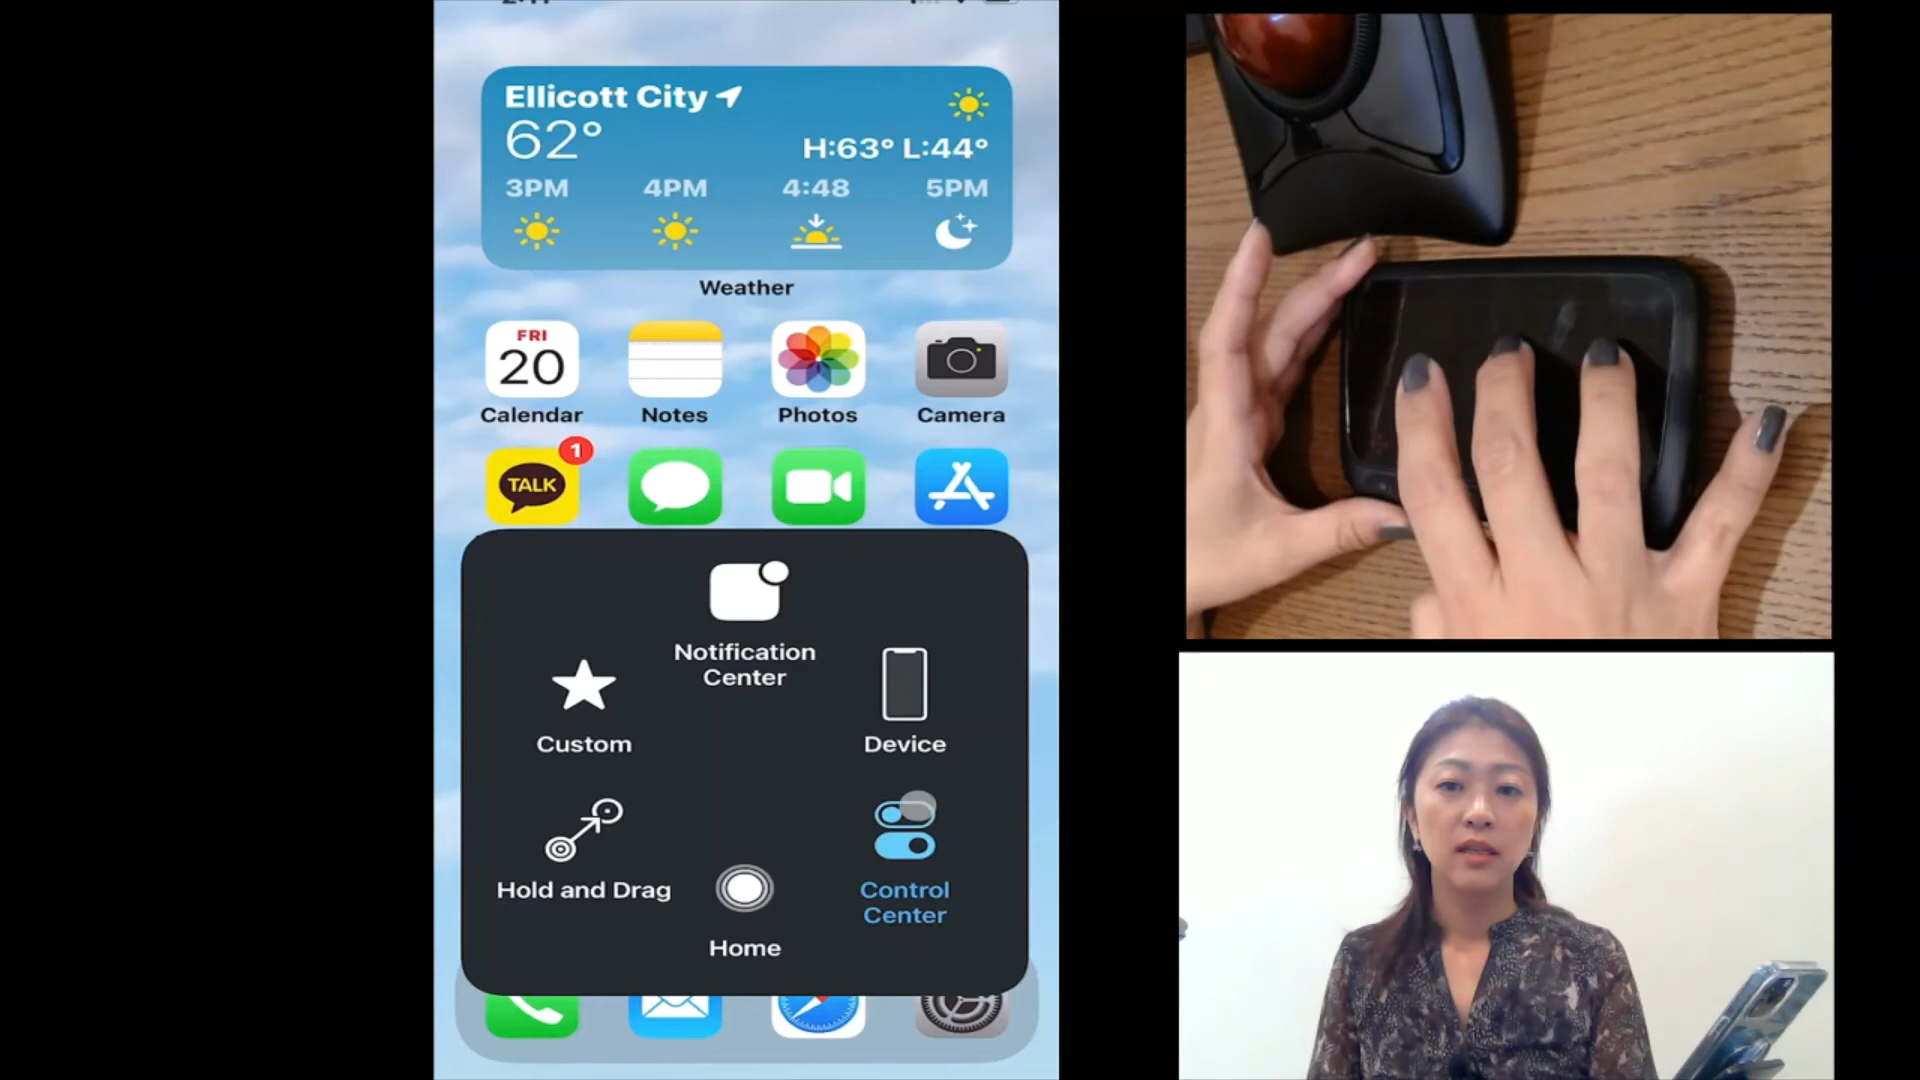 Ellicott City
62°
H:63° L:44°
3PM 4PM 4:48 5PM
Weather
FRI
20
Calendar Notes Photos Camera
1
TALK
Notification
Center
Custom
Device
Hold and Drag
Control
Center
Home